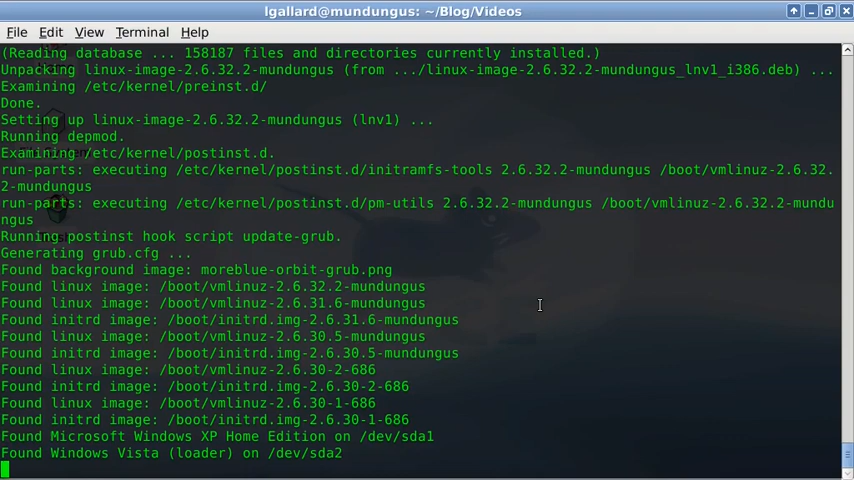 lgallard@mundungus: ~/Blog/Videos
File Edit View Terminal Help
(Reading database ... 158187 files and directories currently installed.)
Unpacking linux-image-2.6.32.2-mundungus (from .../linux-image-2.6.32.2-mundungus_lnv1_i386.deb) ...
Examining /etc/kernel/preinst.d/
Done.
Setting up linux-image-2.6.32.2-mundungus (lnv1) ...
Running depmod.
Examining /etc/kernel/postinst.d.
run-parts: executing /etc/kernel/postinst.d/initramfs-tools 2.6.32.2-mundungus /boot/vmlinuz-2.6.32.
2-mundungus
run-parts: executing /etc/kernel/postinst.d/pm-utils 2.6.32.2-mundungus /boot/vmlinuz-2.6.32.2-mundu
ngus
Running postinst hook script update-grub.
Generating grub.cfg ...
Found background image: moreblue-orbit-grub.png
Found linux image: /boot/vmlinuz-2.6.32.2-mundungus
Found linux image: /boot/vmlinuz-2.6.31.6-mundungus
Found initrd image: /boot/initrd.img-2.6.31.6-mundungus
Found linux image: /boot/vmlinuz-2.6.30.5-mundungus
Found initrd image: /boot/initrd.img-2.6.30.5-mundungus
Found linux image: /boot/vmlinuz-2.6.30-2-686
Found initrd image: /boot/initrd.img-2.6.30-2-686
Found linux image: /boot/vmlinuz-2.6.30-1-686
Found initrd image: /boot/initrd.img-2.6.30-1-686
Found Microsoft Windows XP Home Edition on /dev/sda1
Found Windows Vista (loader) on /dev/sda2